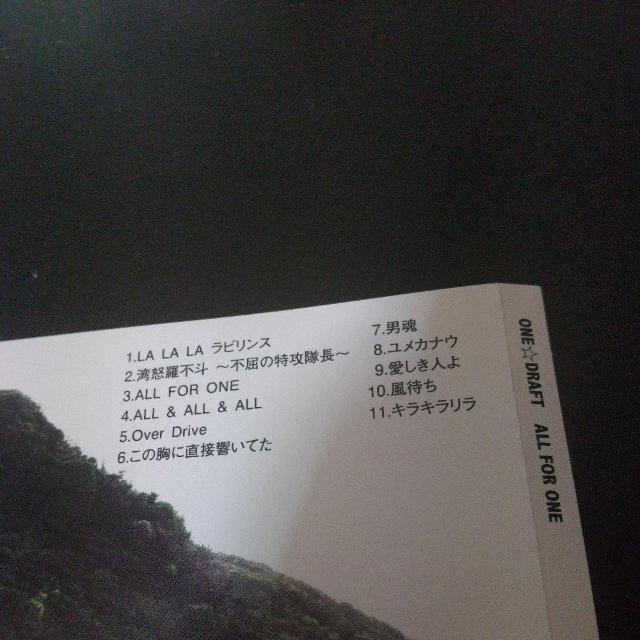 1.LA LA LA ラビリンス
2.湾怒羅不斗 ～不屈の特攻隊長～
3.ALL FOR ONE
4.ALL & ALL & ALL
5.Over Drive
6.この胸に直接響いてた
7.男魂
8.ユメカナウ
9.愛しき人よ
10.風待ち
11.キラキラリラ
ONE☆DRAFT ALL FOR ONE